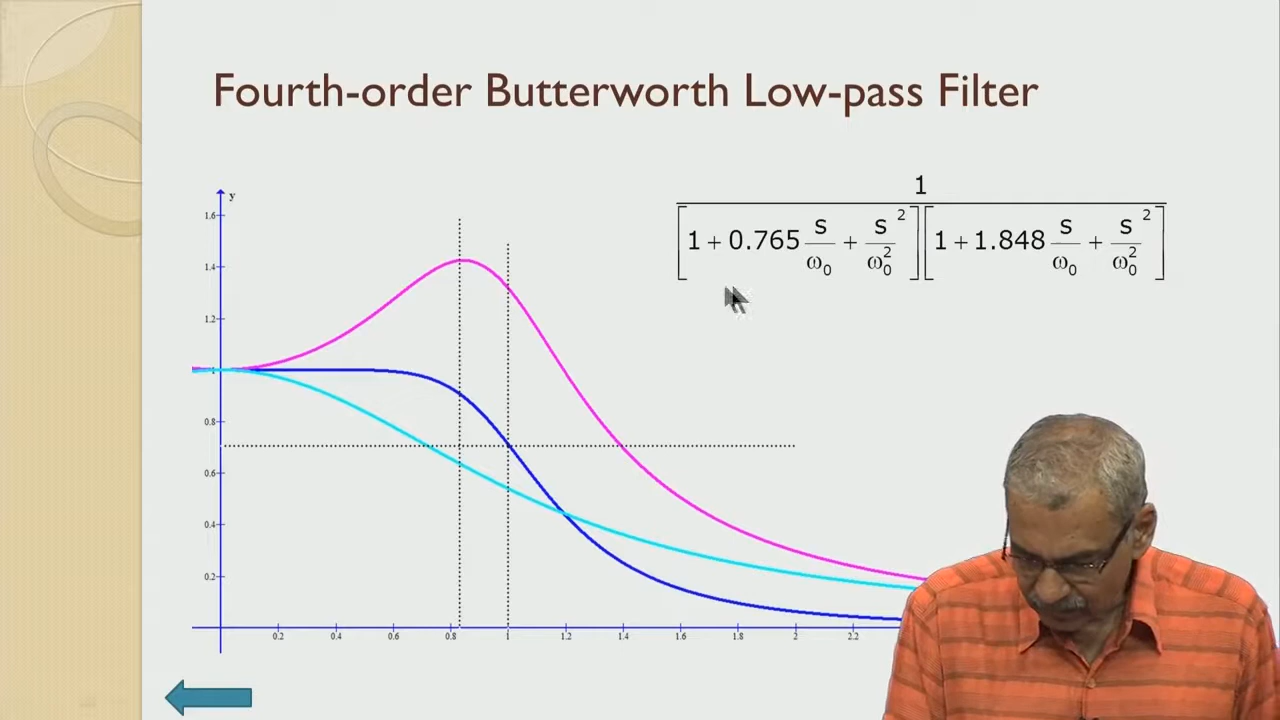 Fourth-order Butterworth Low-pass Filter
1
[1 + 0.765 s/ω₀ + s²/ω₀²][1 + 1.848 s/ω₀ + s²/ω₀²]
y
1.6
1.4
1.2
1
0.8
0.6
0.4
0.2
0.2 0.4 0.6 0.8 1 1.2 1.4 1.6 1.8 2 2.2